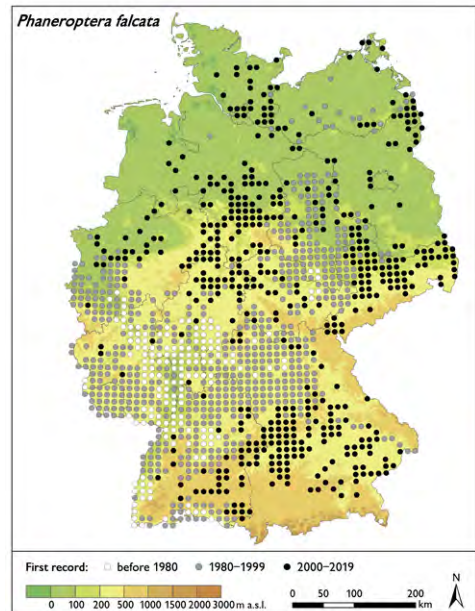 Phaneroptera falcata
First record: before 1980 1980–1999 2000–2019
0 100 200 500 1000 1500 2000 3000 m a.s.l.
0 100 200
km
N